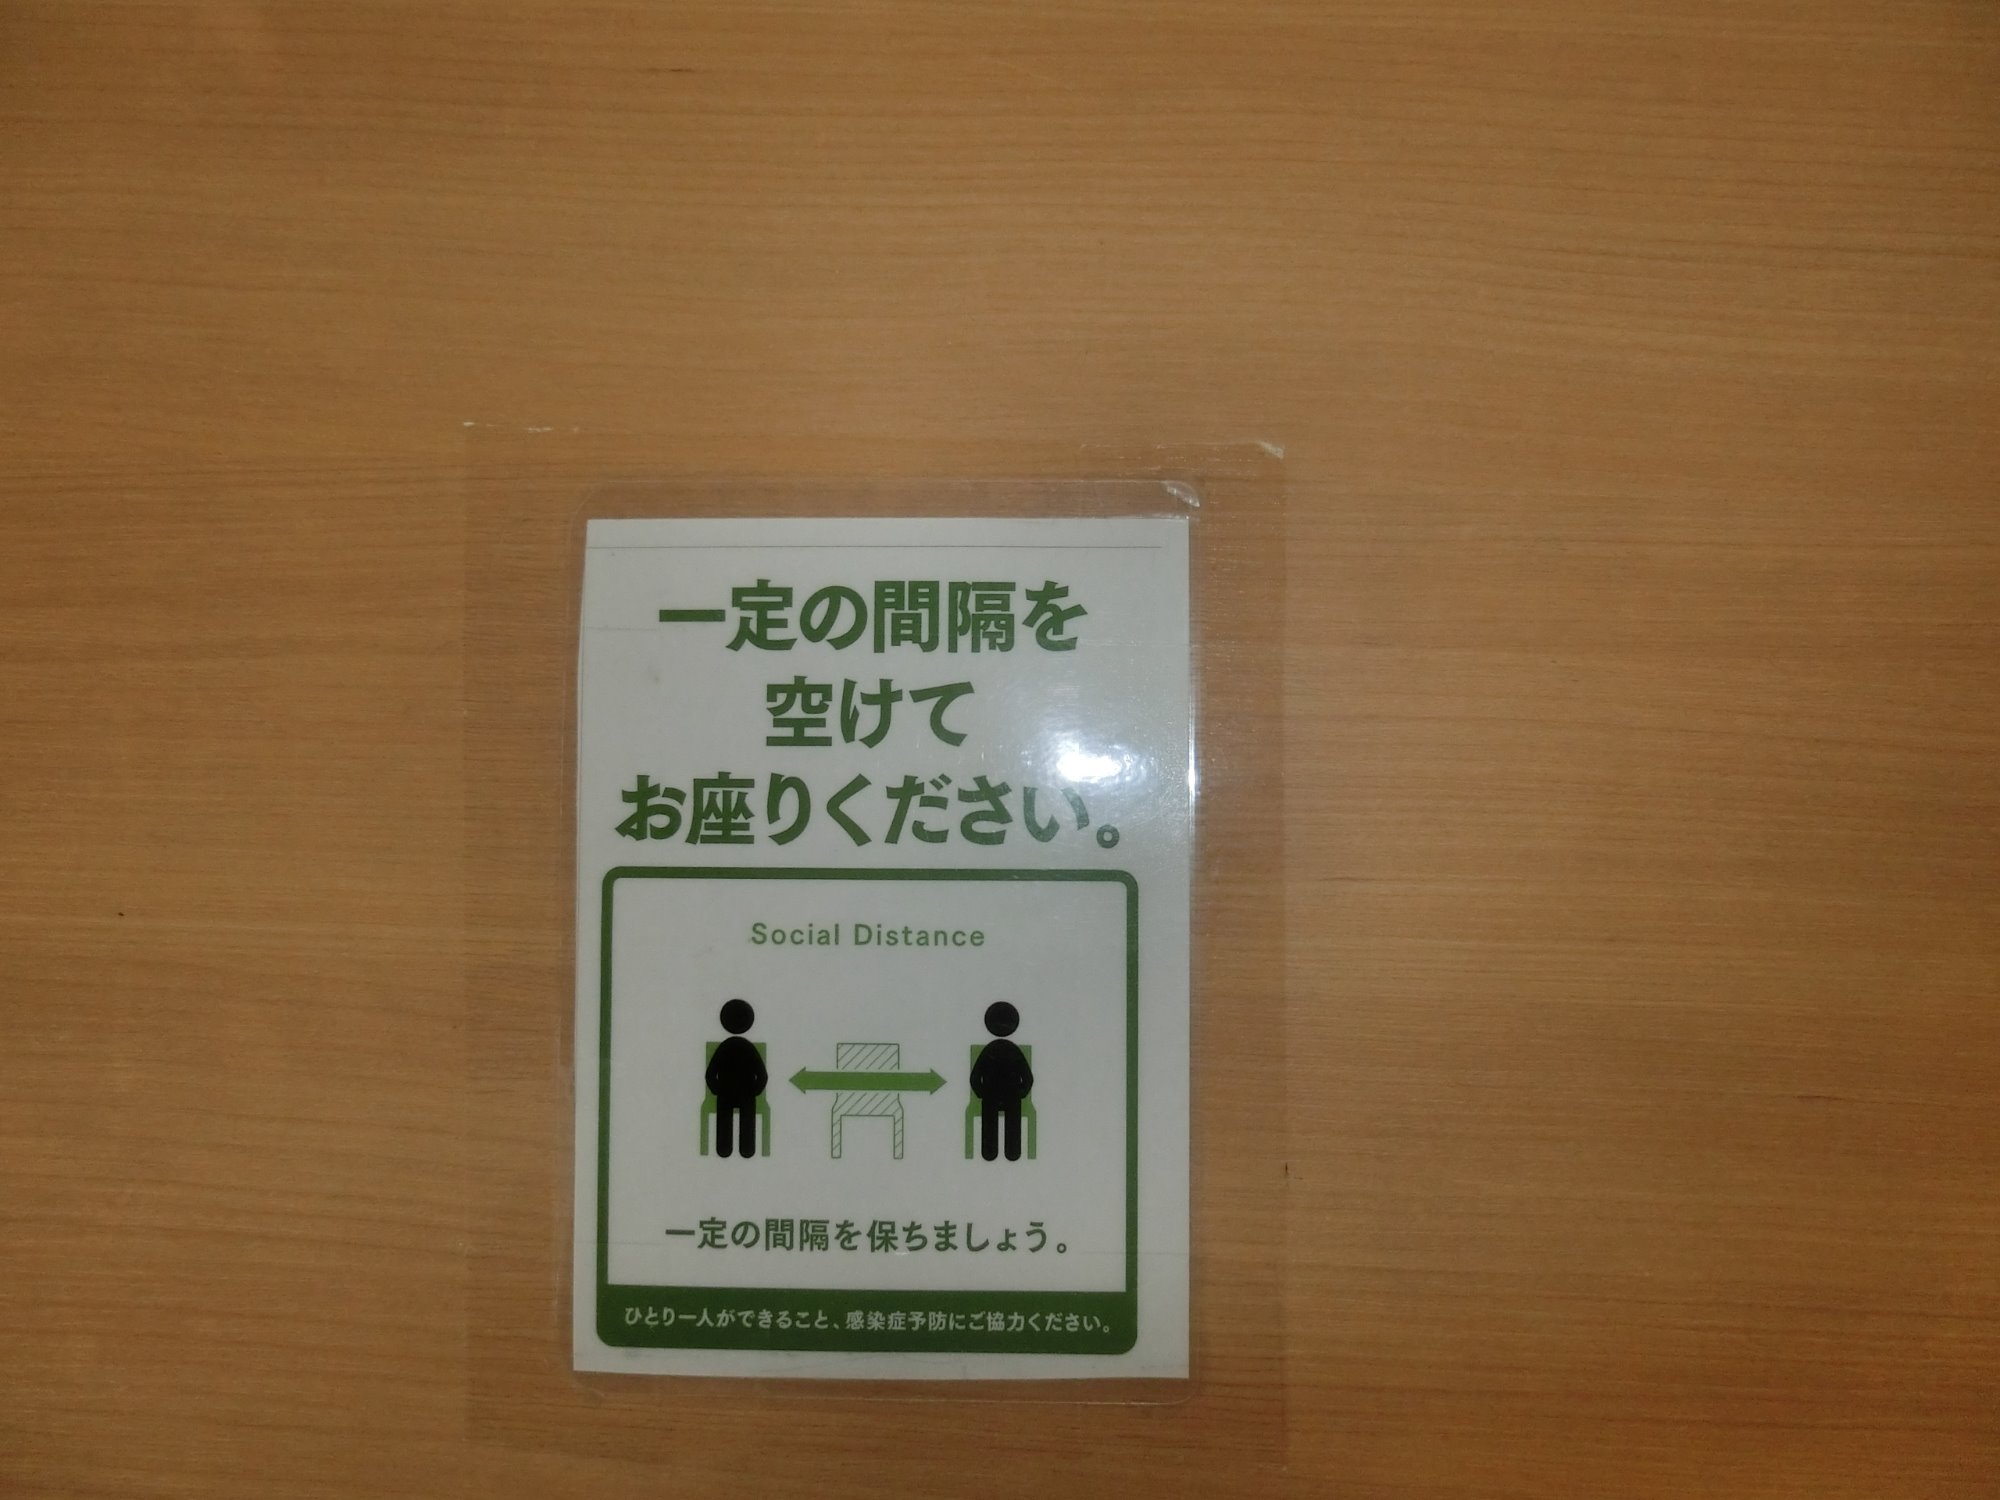 一定の間隔を
空けて
お座りください。
Social Distance
一定の間隔を保ちましょう。
ひとり一人ができること、感染症予防にご協力ください。